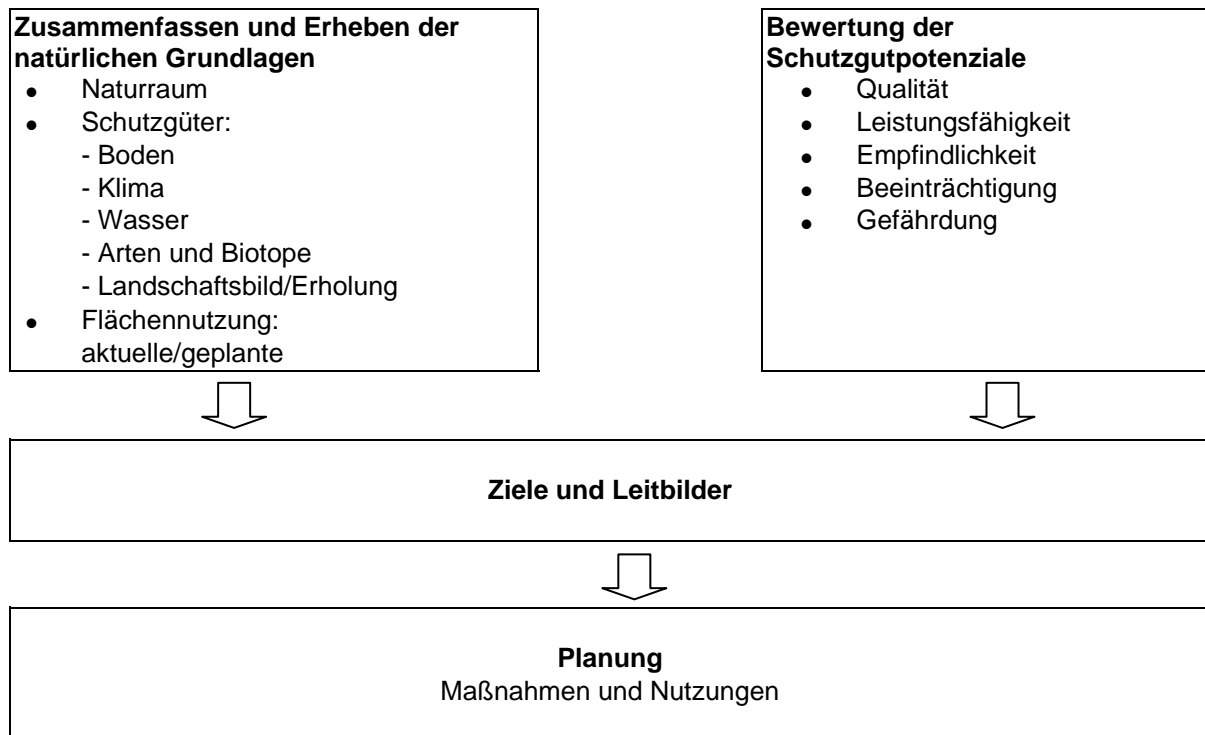 Zusammenfassen und Erheben der
natürlichen Grundlagen
● Naturraum
● Schutzgüter:
- Boden
- Klima
- Wasser
- Arten und Biotope
- Landschaftsbild/Erholung
● Flächennutzung:
aktuelle/geplante
Bewertung der
Schutzgutpotenziale
● Qualität
● Leistungsfähigkeit
● Empfindlichkeit
● Beeinträchtigung
● Gefährdung
Ziele und Leitbilder
Planung
Maßnahmen und Nutzungen